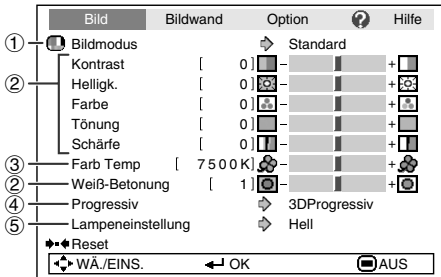 Bild Bildwand Option ? Hilfe
① Bildmodus Standard
Kontrast [ 0] - +
② Helligk. [ 0] - +
Farbe [ 0] - +
Tönung [ 0] - +
Schärfe [ 0] - +
③ Farb Temp [ 7500K] - +
② Weiß-Betonung [ 1] - +
④ Progressiv 3DProgressiv
⑤ Lampeneinstellung Hell
Reset
WÄ./EINS. OK AUS